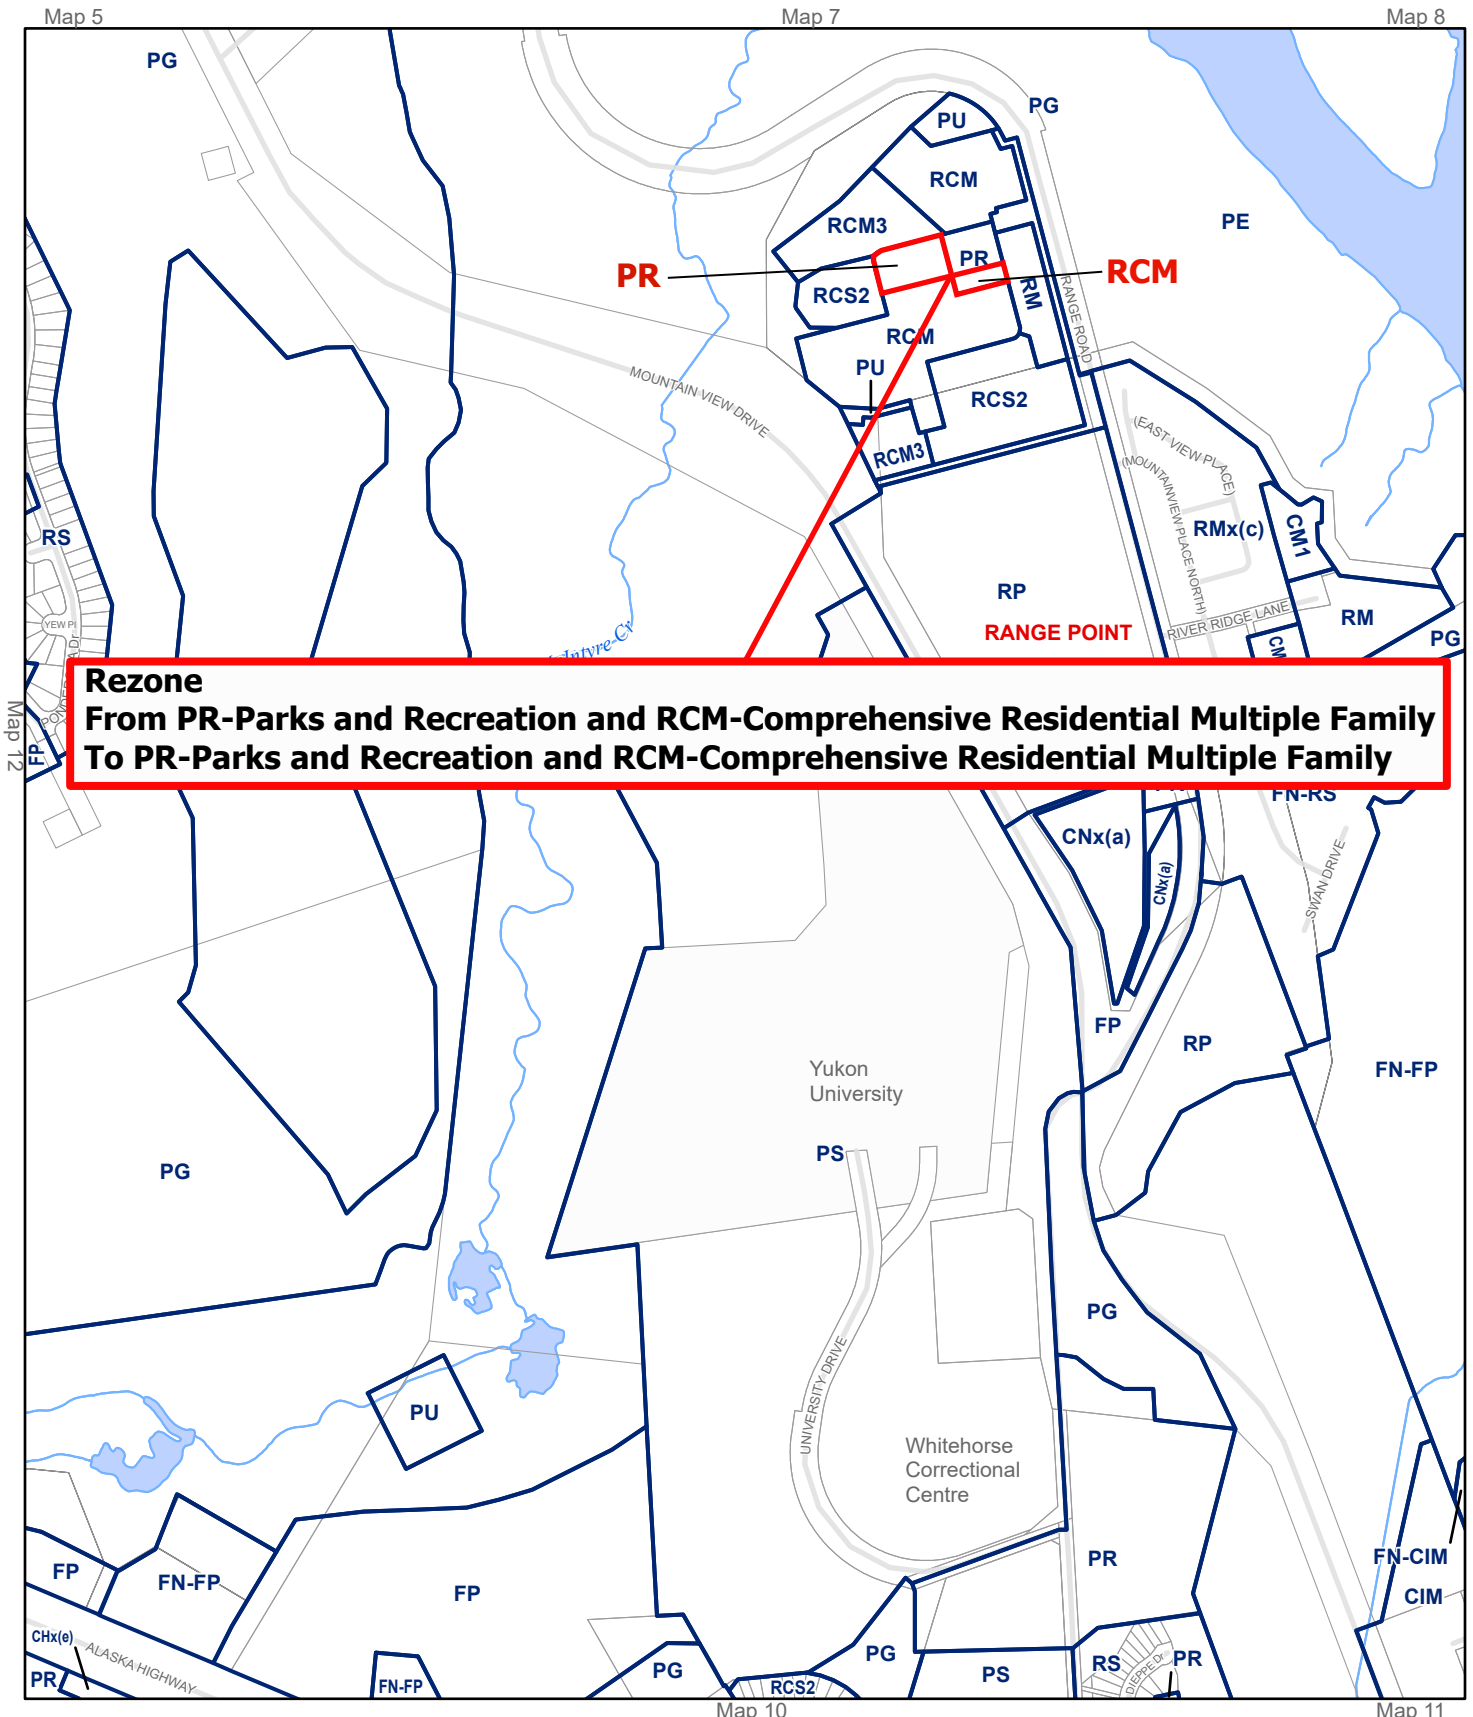 Map 5
Map 7
Map 8
PG
PG
PU
RCM
RCM3
PE
PR
PR
RCM
RCS2
RM
RANGE ROAD
RCM
PU
MOUNTAIN VIEW DRIVE
RCS2
RCM3
(EAST VIEW PLACE)
(MOUNTAINVIEW PLACE NORTH)
RMx(c)
CM1
RS
RP
RANGE POINT
RIVER RIDGE LANE
RM
YEW Pl
PG
Rezone
From PR-Parks and Recreation and RCM-Comprehensive Residential Multiple Family
To PR-Parks and Recreation and RCM-Comprehensive Residential Multiple Family
Map 12
FP
FN-RS
CNx(a)
CNx(a)
SWAN DRIVE
FP
RP
FN-FP
Yukon
University
PS
PG
PG
UNIVERSITY DRIVE
PU
Whitehorse
Correctional
Centre
FP
FN-FP
FP
PR
FN-CIM
CIM
CHx(e)
ALASKA HIGHWAY
PR
FN-FP
PG
RCS2
PG
PS
RS
DIEPPE Dr
PR
Map 10
Map 11